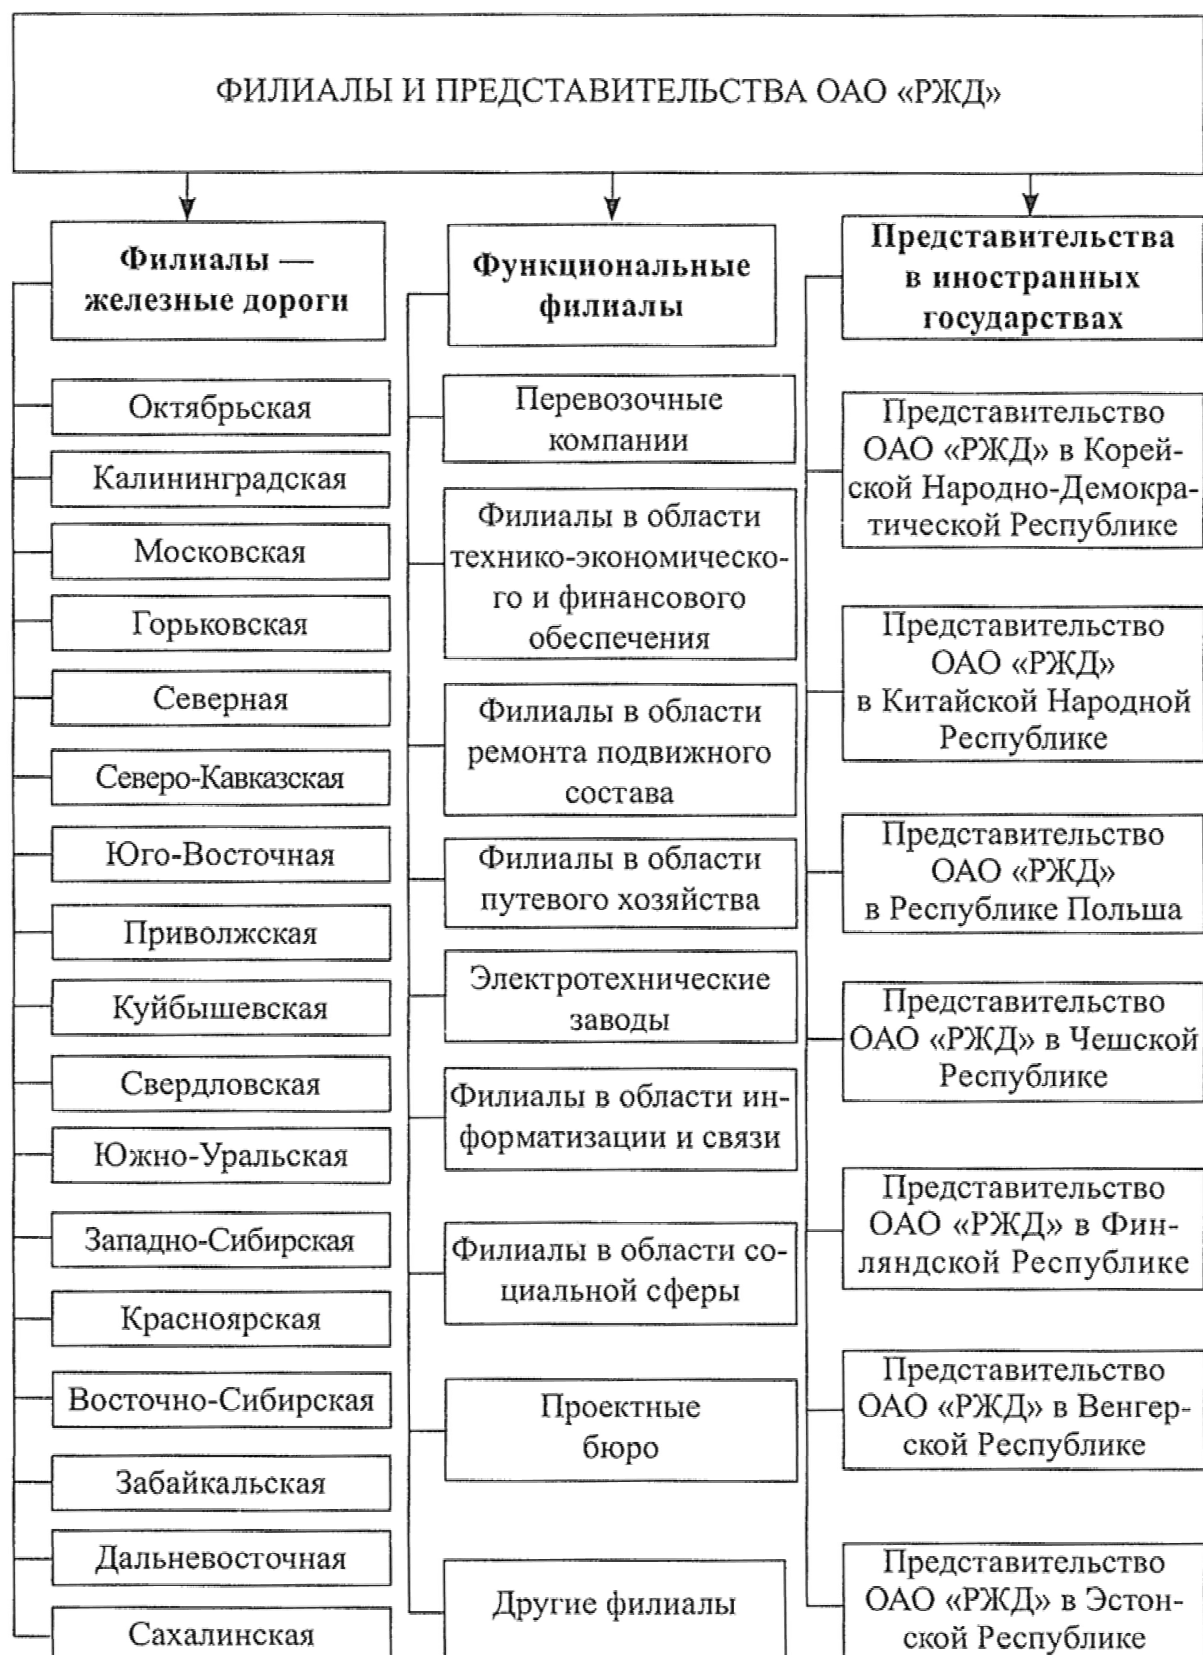 ФИЛИАЛЫ И ПРЕДСТАВИТЕЛЬСТВА ОАО «РЖД»
Филиалы —
железные дороги
Октябрьская
Калининградская
Московская
Горьковская
Северная
Северо-Кавказская
Юго-Восточная
Приволжская
Куйбышевская
Свердловская
Южно-Уральская
Западно-Сибирская
Красноярская
Восточно-Сибирская
Забайкальская
Дальневосточная
Сахалинская
Функциональные
филиалы
Перевозочные
компании
Филиалы в области
технико-экономическо-
го и финансового
обеспечения
Филиалы в области
ремонта подвижного
состава
Филиалы в области
путевого хозяйства
Электротехнические
заводы
Филиалы в области ин-
форматизации и связи
Филиалы в области со-
циальной сферы
Проектные
бюро
Другие филиалы
Представительства
в иностранных
государствах
Представительство
ОАО «РЖД» в Корей-
ской Народно-Демокра-
тической Республике
Представительство
ОАО «РЖД»
в Китайской Народной
Республике
Представительство
ОАО «РЖД»
в Республике Польша
Представительство
ОАО «РЖД» в Чешской
Республике
Представительство
ОАО «РЖД» в Фин-
ляндской Республике
Представительство
ОАО «РЖД» в Венгер-
ской Республике
Представительство
ОАО «РЖД» в Эстон-
ской Республике